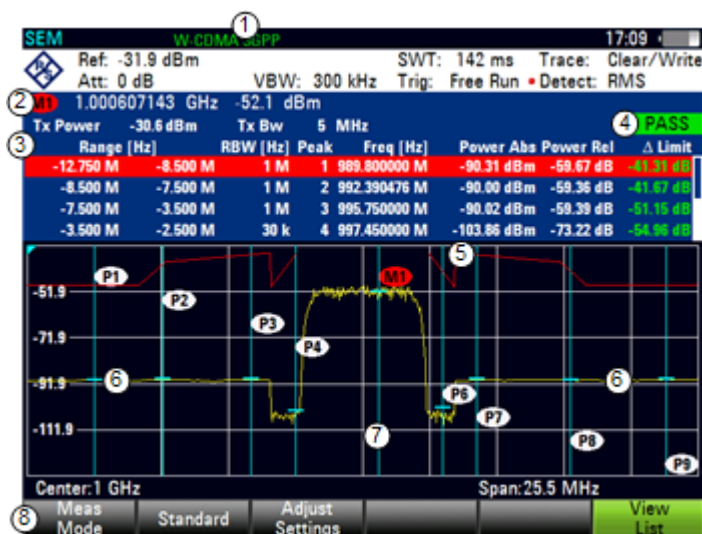 1
SEM W-CDMA 3GPP 17:09
Ref: -31.9 dBm SWT: 142 ms Trace: Clear/Write
Att: 0 dB VBW: 300 kHz Trig: Free Run • Detect: RMS
2 M1 1.000607143 GHz -52.1 dBm
Tx Power -30.6 dBm Tx Bw 5 MHz 4 PASS
3 Range [Hz] RBW [Hz] Peak Freq [Hz] Power Abs Power Rel Δ Limit
-12.750 M -8.500 M 1 M 1 989.800000 M -90.31 dBm -59.67 dB -41.31 dB
-8.500 M -7.500 M 1 M 2 992.390476 M -90.00 dBm -59.36 dB -41.67 dB
-7.500 M -3.500 M 1 M 3 995.750000 M -90.02 dBm -59.39 dB -51.15 dB
-3.500 M -2.500 M 30 k 4 997.450000 M -103.86 dBm -73.22 dB -54.96 dB
5
P1 M1
-51.9 P2
P3
-71.9 P4
-91.9 6 6
P6
P7
-111.9 7 P8
P9
Center:1 GHz Span:25.5 MHz
8 Meas Mode Standard Adjust Settings View List